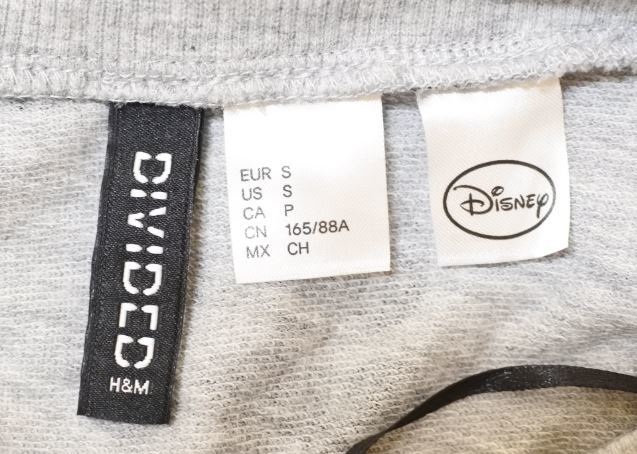 DIVIDED
H&M
EUR S
US S
CA P
CN 165/88A
MX CH
Disney